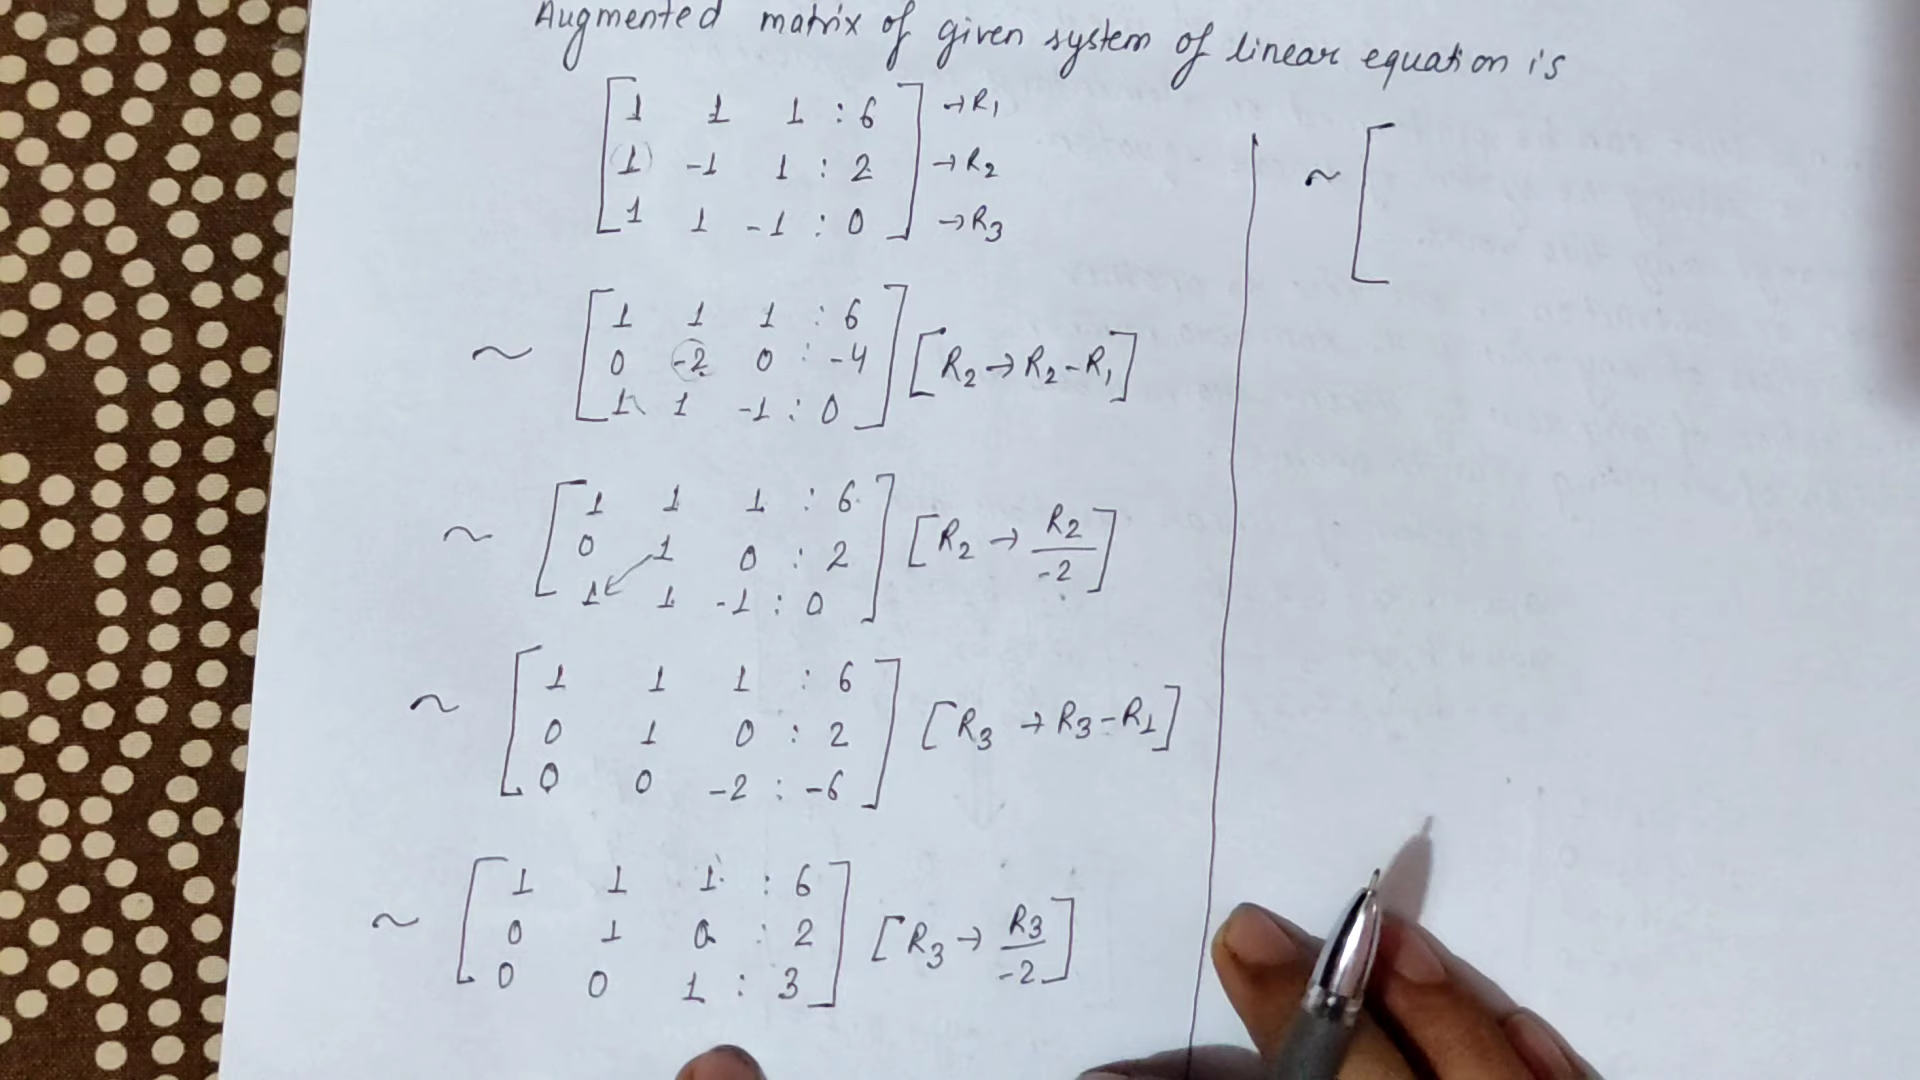 Augmented matrix of given system of linear equation is
[ 1 1 1 : 6 ] → R₁
(1) -1 1 : 2 → R₂
1 1 -1 : 0 → R₃
~ [ 1 1 1 : 6
0 -2 0 : -4
1 1 -1 : 0 ] [R₂ → R₂ - R₁]
~ [ 1 1 1 : 6
0 1 0 : 2
1 1 -1 : 0 ] [R₂ → R₂/-2]
~ [ 1 1 1 : 6
0 1 0 : 2
0 0 -2 : -6 ] [R₃ → R₃ - R₁]
~ [ 1 1 1 : 6
0 1 0 : 2
0 0 1 : 3 ] [R₃ → R₃/-2]
~ [